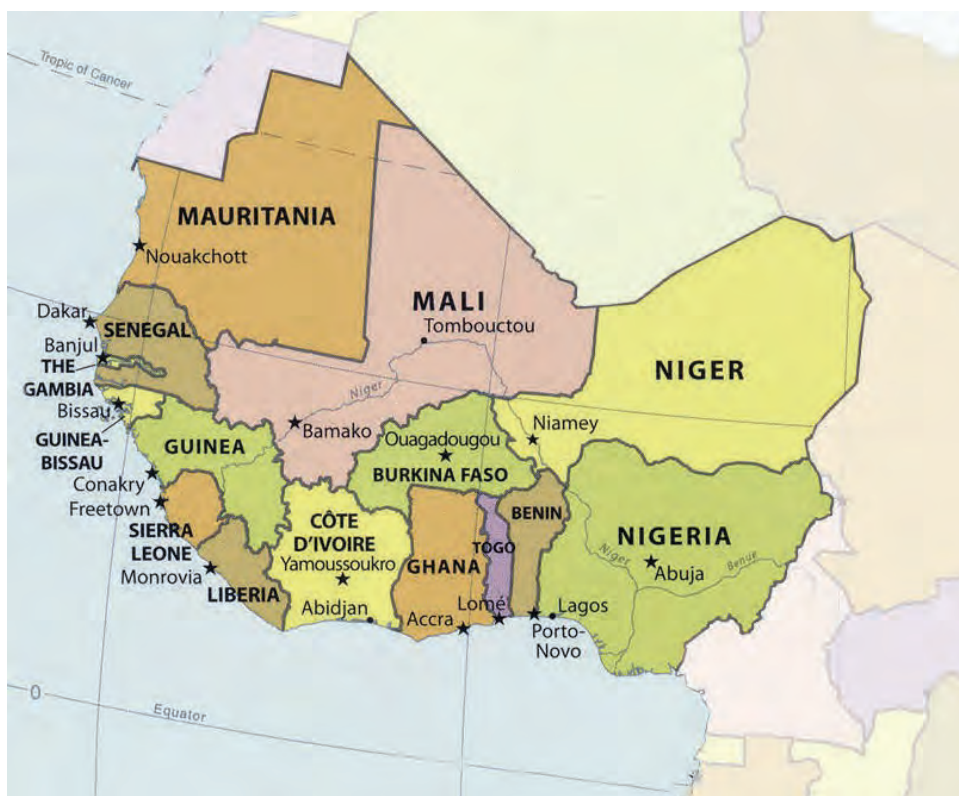 Tropic of Cancer
MAURITANIA
Nouakchott
MALI
Tombouctou
Dakar
SENEGAL
Banjul
THE
GAMBIA
Bissau
GUINEA-
BISSAU
Niger
Bamako
NIGER
Niamey
Ouagadougou
BURKINA FASO
GUINEA
Conakry
Freetown
SIERRA
LEONE
Monrovia
LIBERIA
CÔTE
D'IVOIRE
Yamoussoukro
Abidjan
GHANA
Accra
TOGO
Lomé
BENIN
Porto-
Novo
NIGERIA
Niger
Benue
Abuja
Lagos
0
Equator